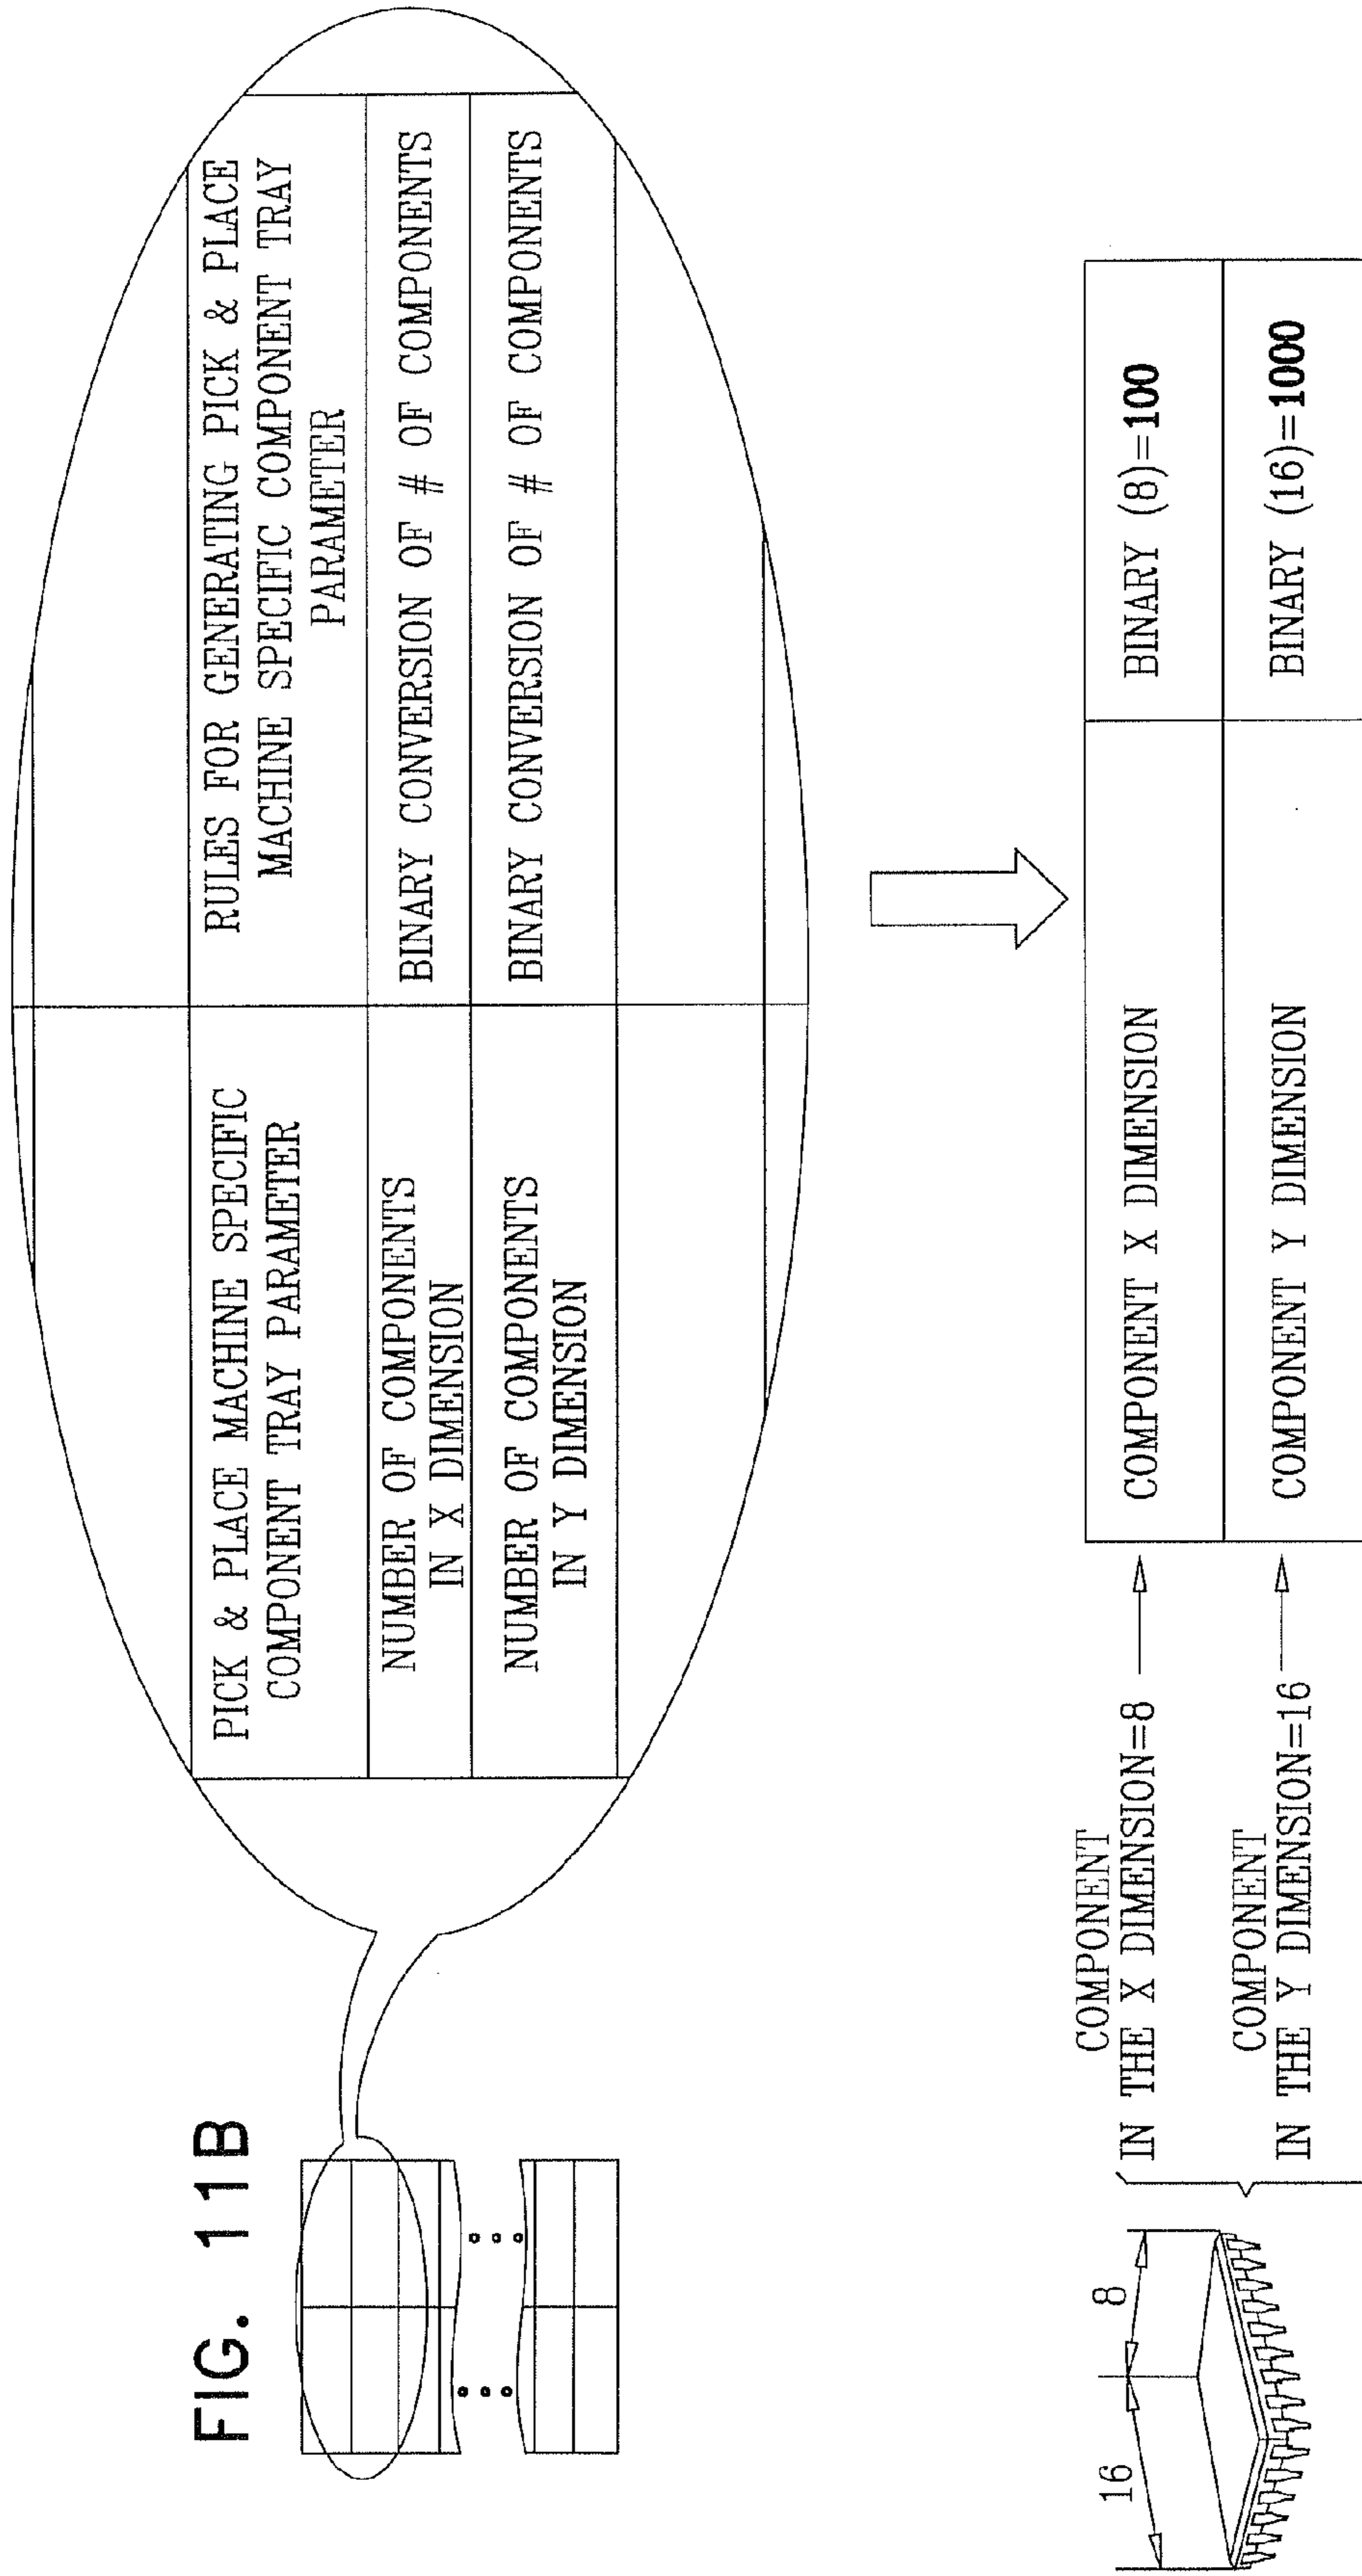 FIG. 11B
PICK & PLACE MACHINE SPECIFIC
COMPONENT TRAY PARAMETER
RULES FOR GENERATING PICK & PLACE
MACHINE SPECIFIC COMPONENT TRAY
PARAMETER
NUMBER OF COMPONENTS
IN X DIMENSION
BINARY CONVERSION OF # OF COMPONENTS
NUMBER OF COMPONENTS
IN Y DIMENSION
BINARY CONVERSION OF # OF COMPONENTS
16
8
COMPONENT
IN THE X DIMENSION=8
COMPONENT
IN THE Y DIMENSION=16
COMPONENT X DIMENSION
BINARY (8)=100
COMPONENT Y DIMENSION
BINARY (16)=1000